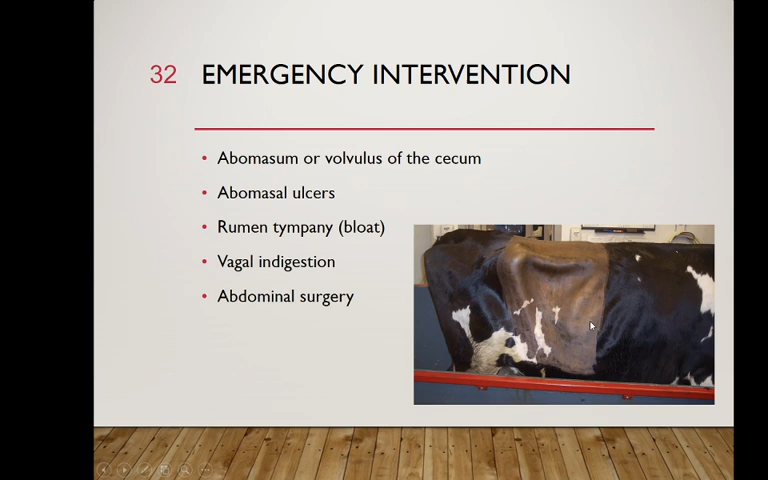 32 EMERGENCY INTERVENTION
Abomasum or volvulus of the cecum
Abomasal ulcers
Rumen tympany (bloat)
Vagal indigestion
Abdominal surgery